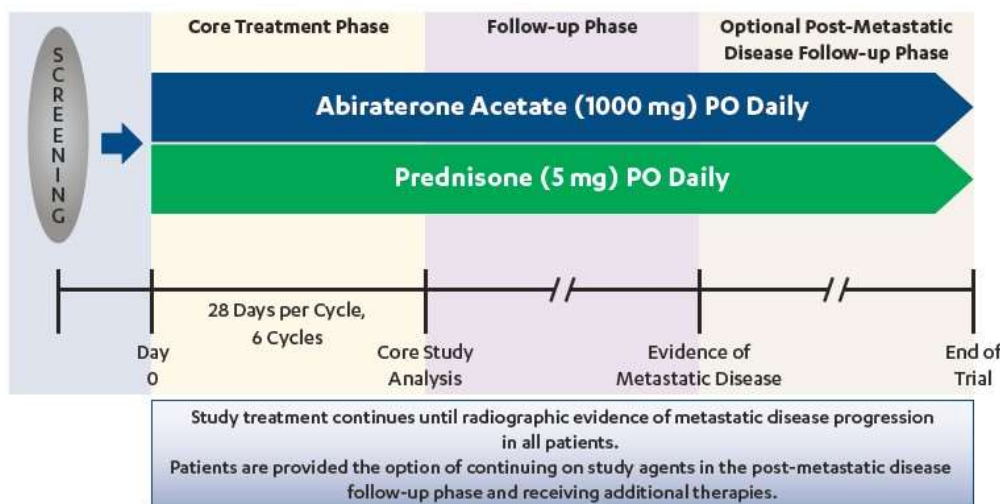 SCREENING
Core Treatment Phase
Follow-up Phase
Optional Post-Metastatic
Disease Follow-up Phase
Abiraterone Acetate (1000 mg) PO Daily
Prednisone (5 mg) PO Daily
28 Days per Cycle,
6 Cycles
Day
0
Core Study
Analysis
Evidence of
Metastatic Disease
End of
Trial
Study treatment continues until radiographic evidence of metastatic disease progression
in all patients.
Patients are provided the option of continuing on study agents in the post-metastatic disease
follow-up phase and receiving additional therapies.